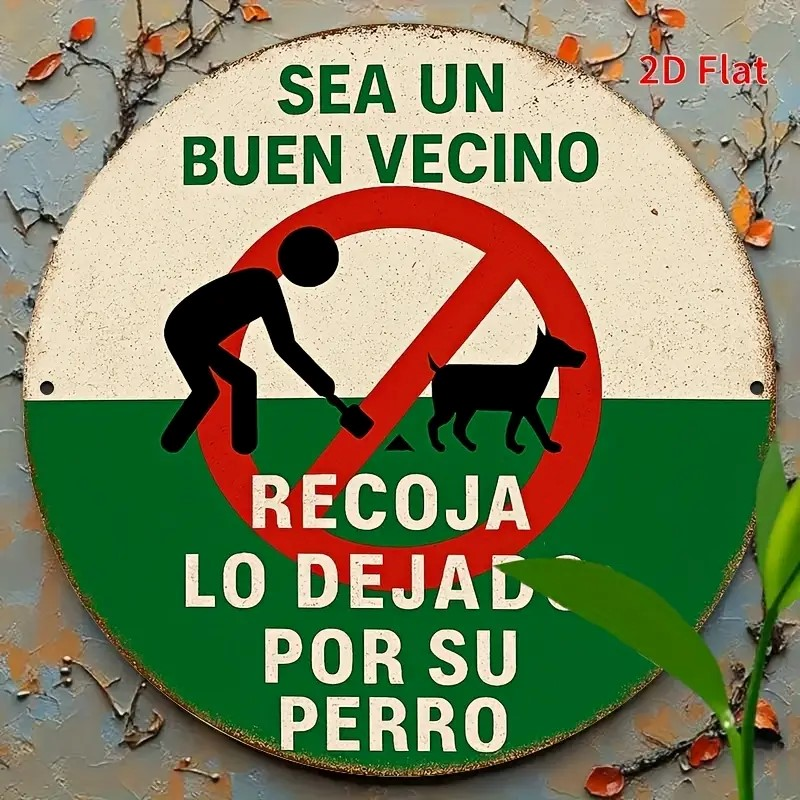 2D Flat
SEA UN
BUEN VECINO
RECOJA
LO DEJADO
POR SU
PERRO